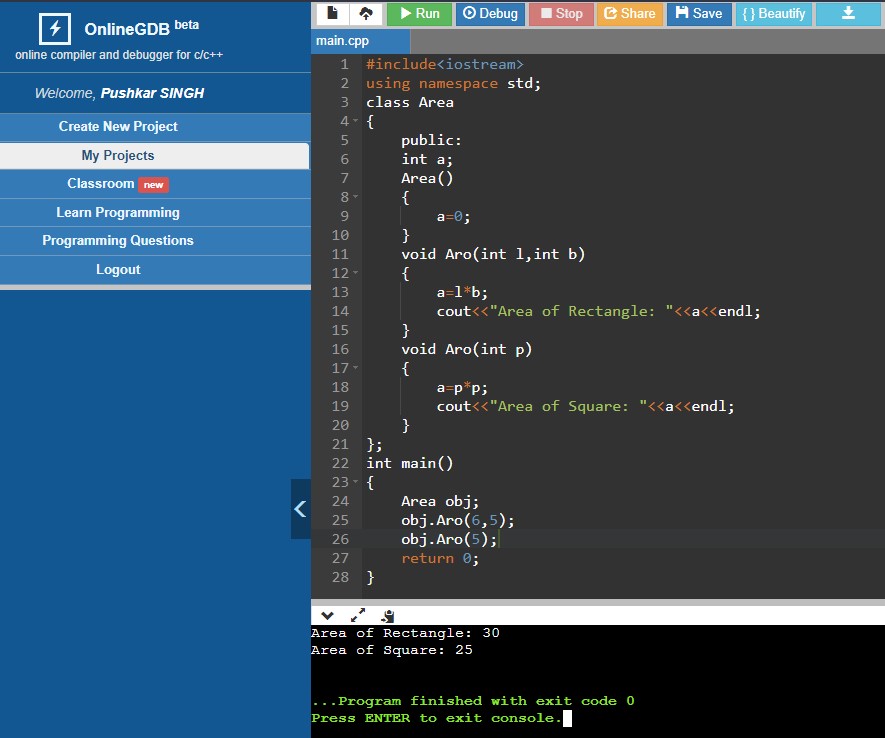 OnlineGDB beta
online compiler and debugger for c/c++
Welcome, Pushkar SINGH
Create New Project
My Projects
Classroom new
Learn Programming
Programming Questions
Logout
Run Debug Stop Share Save { } Beautify
main.cpp
1 #include<iostream>
2 using namespace std;
3 class Area
4 {
5 public:
6 int a;
7 Area()
8 {
9 a=0;
10 }
11 void Aro(int l,int b)
12 {
13 a=l*b;
14 cout<<"Area of Rectangle: "<<a<<endl;
15 }
16 void Aro(int p)
17 {
18 a=p*p;
19 cout<<"Area of Square: "<<a<<endl;
20 }
21 };
22 int main()
23 {
24 Area obj;
25 obj.Aro(6,5);
26 obj.Aro(5);
27 return 0;
28 }
Area of Rectangle: 30
Area of Square: 25
...Program finished with exit code 0
Press ENTER to exit console.